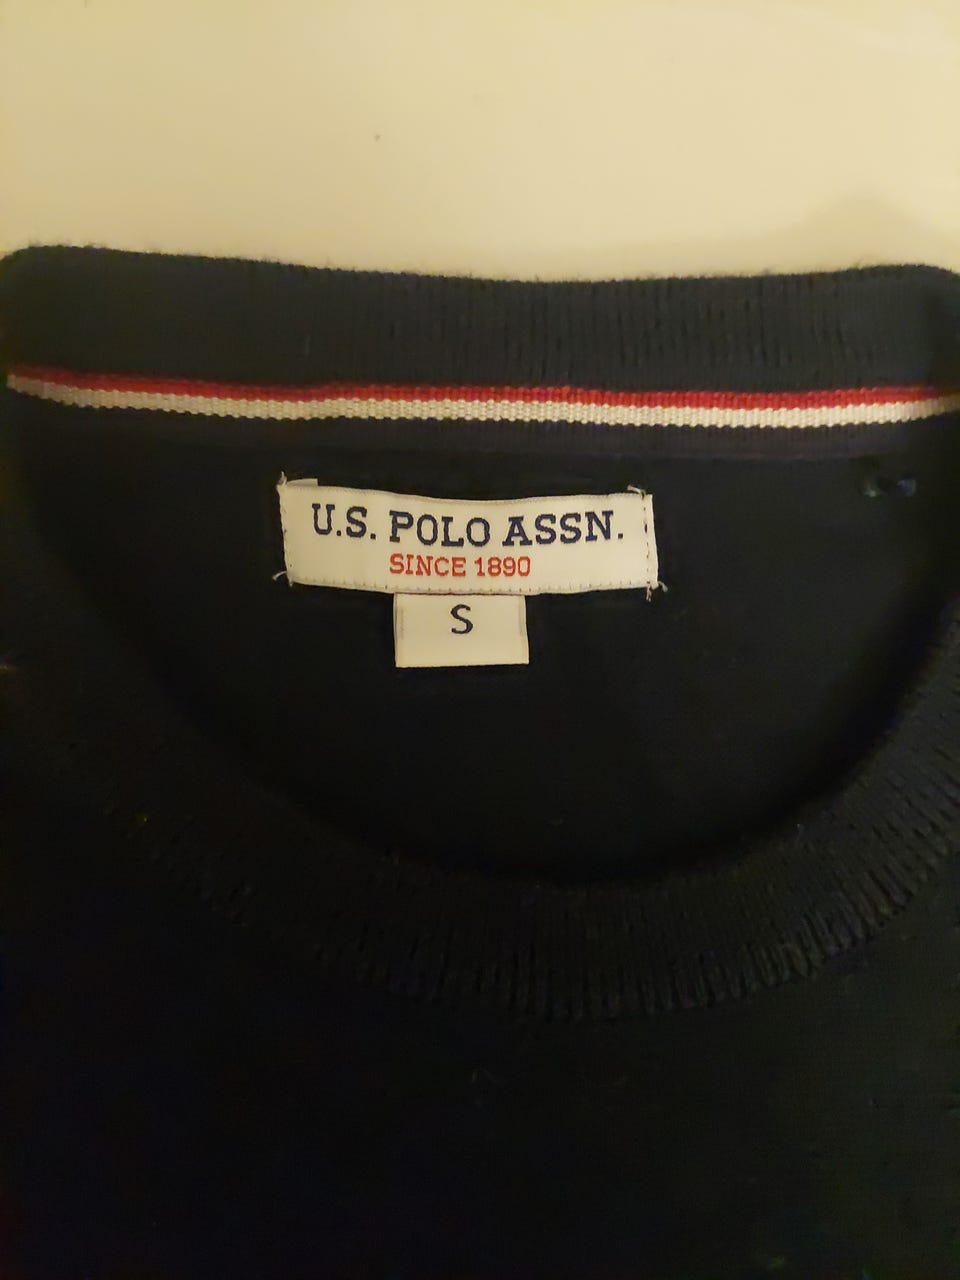 U.S. POLO ASSN.
SINCE 1890
S